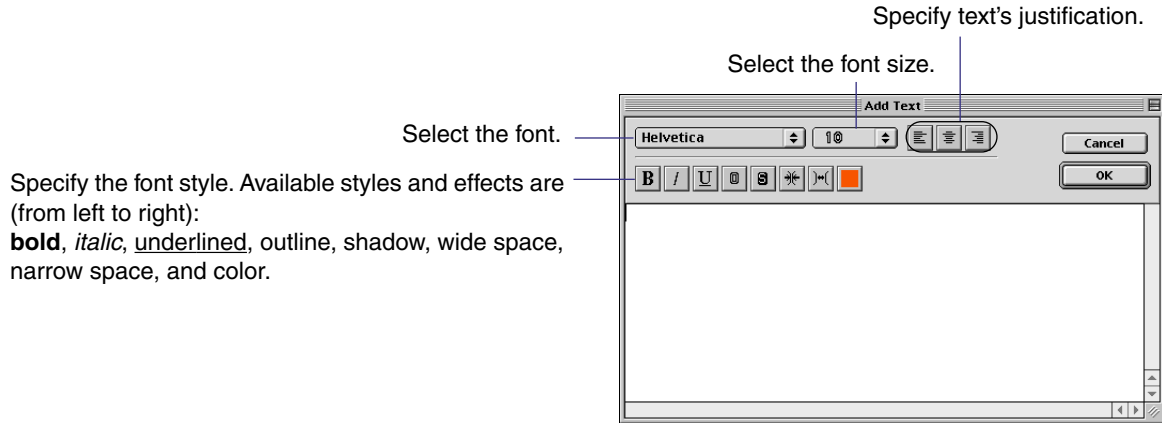 Specify text's justification.
Select the font size.
Add Text
Select the font.
Helvetica
10
Cancel
Specify the font style. Available styles and effects are
(from left to right):
bold, italic, underlined, outline, shadow, wide space,
narrow space, and color.
B I U O S
OK